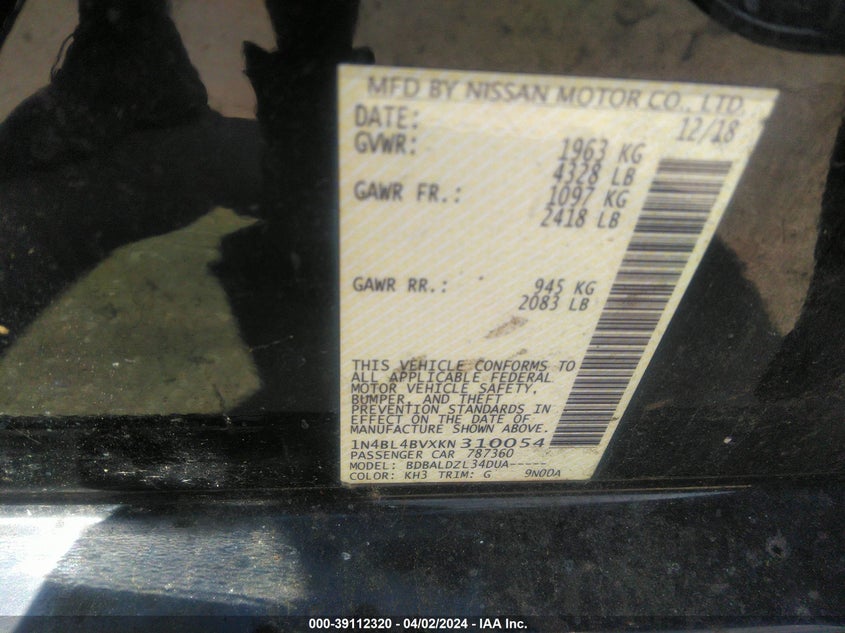 MFD BY NISSAN MOTOR CO., LTD.
DATE: 12/18
GVWR: 1963 KG
4328 LB
GAWR FR.: 1097 KG
2418 LB
GAWR RR.: 945 KG
2083 LB
THIS VEHICLE CONFORMS TO
ALL APPLICABLE FEDERAL
MOTOR VEHICLE SAFETY,
BUMPER, AND THEFT
PREVENTION STANDARDS IN
EFFECT ON THE DATE OF
MANUFACTURE SHOWN ABOVE.
1N4BL4BVXKN310054
PASSENGER CAR 787360
MODEL: BDBALDZL34DUA-----
COLOR: KH3 TRIM: G 9N0DA
000-39112320 - 04/02/2024 - IAA Inc.